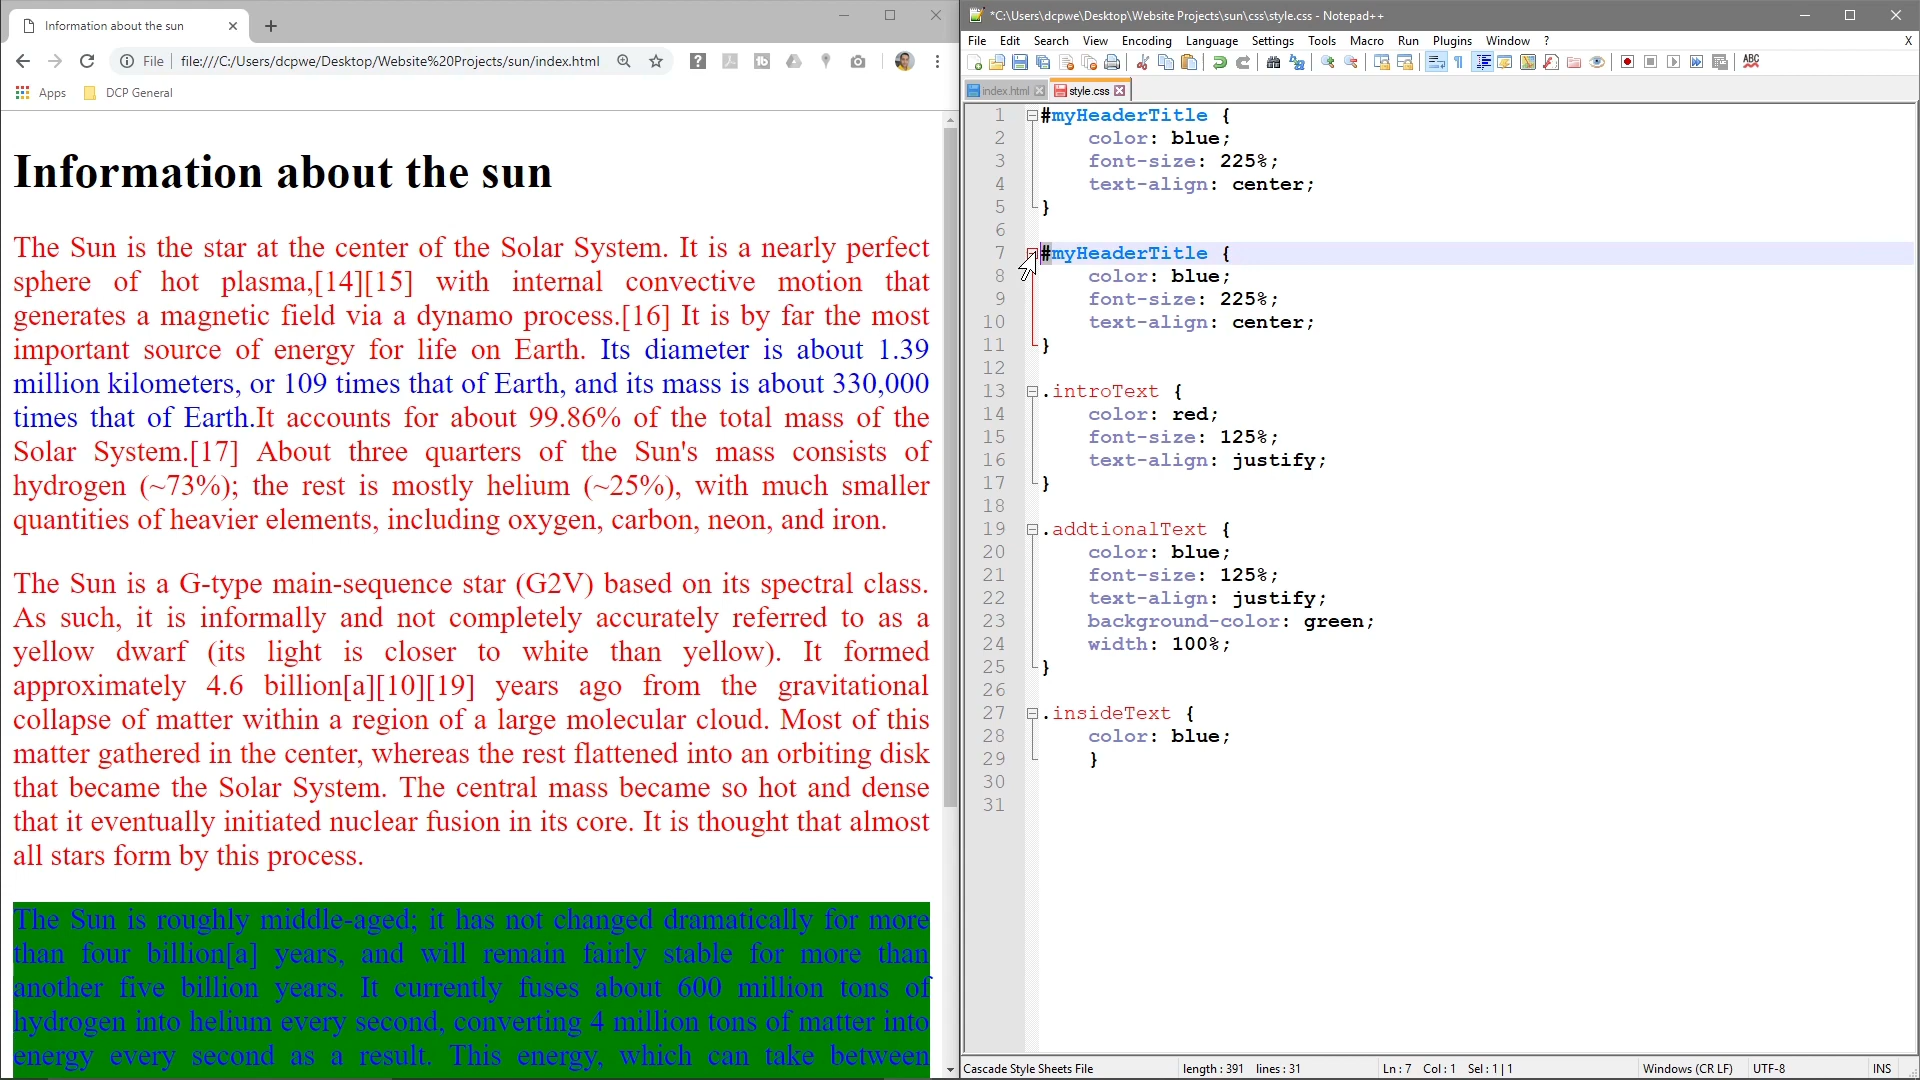 Information about the sun
File file:///C:/Users/dcpwe/Desktop/Website%20Projects/sun/index.html
Apps DCP General
Information about the sun
The Sun is the star at the center of the Solar System. It is a nearly perfect
sphere of hot plasma,[14][15] with internal convective motion that
generates a magnetic field via a dynamo process.[16] It is by far the most
important source of energy for life on Earth. Its diameter is about 1.39
million kilometers, or 109 times that of Earth, and its mass is about 330,000
times that of Earth.It accounts for about 99.86% of the total mass of the
Solar System.[17] About three quarters of the Sun's mass consists of
hydrogen (~73%); the rest is mostly helium (~25%), with much smaller
quantities of heavier elements, including oxygen, carbon, neon, and iron.
The Sun is a G-type main-sequence star (G2V) based on its spectral class.
As such, it is informally and not completely accurately referred to as a
yellow dwarf (its light is closer to white than yellow). It formed
approximately 4.6 billion[a][10][19] years ago from the gravitational
collapse of matter within a region of a large molecular cloud. Most of this
matter gathered in the center, whereas the rest flattened into an orbiting disk
that became the Solar System. The central mass became so hot and dense
that it eventually initiated nuclear fusion in its core. It is thought that almost
all stars form by this process.
The Sun is roughly middle-aged; it has not changed dramatically for more
than four billion[a] years, and will remain fairly stable for more than
another five billion years. It currently fuses about 600 million tons of
hydrogen into helium every second, converting 4 million tons of matter into
energy every second as a result. This energy, which can take between
*C:\Users\dcpwe\Desktop\Website Projects\sun\css\style.css - Notepad++
File Edit Search View Encoding Language Settings Tools Macro Run Plugins Window ? X
ABC
index.html style.css
1 #myHeaderTitle {
2 color: blue;
3 font-size: 225%;
4 text-align: center;
5 }
6
7 #myHeaderTitle {
8 color: blue;
9 font-size: 225%;
10 text-align: center;
11 }
12
13 .introText {
14 color: red;
15 font-size: 125%;
16 text-align: justify;
17 }
18
19 .addtionalText {
20 color: blue;
21 font-size: 125%;
22 text-align: justify;
23 background-color: green;
24 width: 100%;
25 }
26
27 .insideText {
28 color: blue;
29 }
30
31
Cascade Style Sheets File length : 391 lines : 31 Ln : 7 Col : 1 Sel : 1 | 1 Windows (CR LF) UTF-8 INS